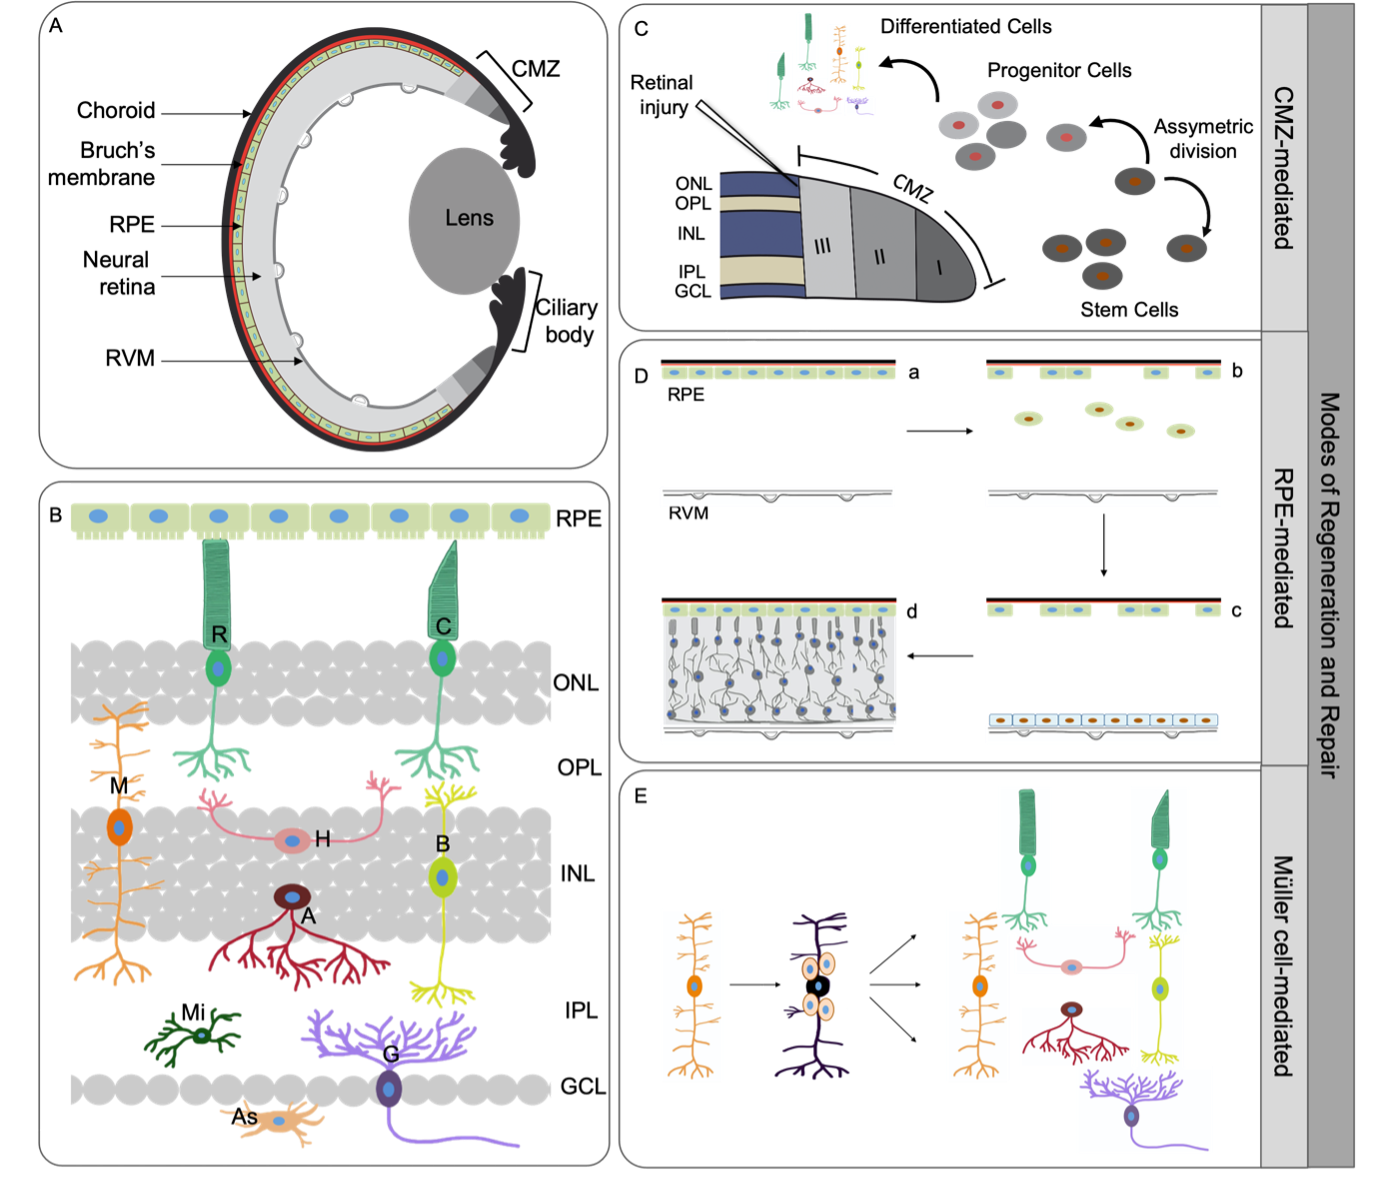 A
CMZ
Choroid
Bruch's
membrane
RPE
Lens
Neural
retina
Ciliary
body
RVM
B
RPE
R
C
ONL
OPL
M
H
B
INL
A
Mi
IPL
G
GCL
As
C
Differentiated Cells
Retinal
injury
Progenitor Cells
Assymetric
division
CMZ
ONL
OPL
INL
IPL
GCL
III
II
I
Stem Cells
D
a
RPE
b
RVM
d
c
E
CMZ-mediated
RPE-mediated
Müller cell-mediated
Modes of Regeneration and Repair